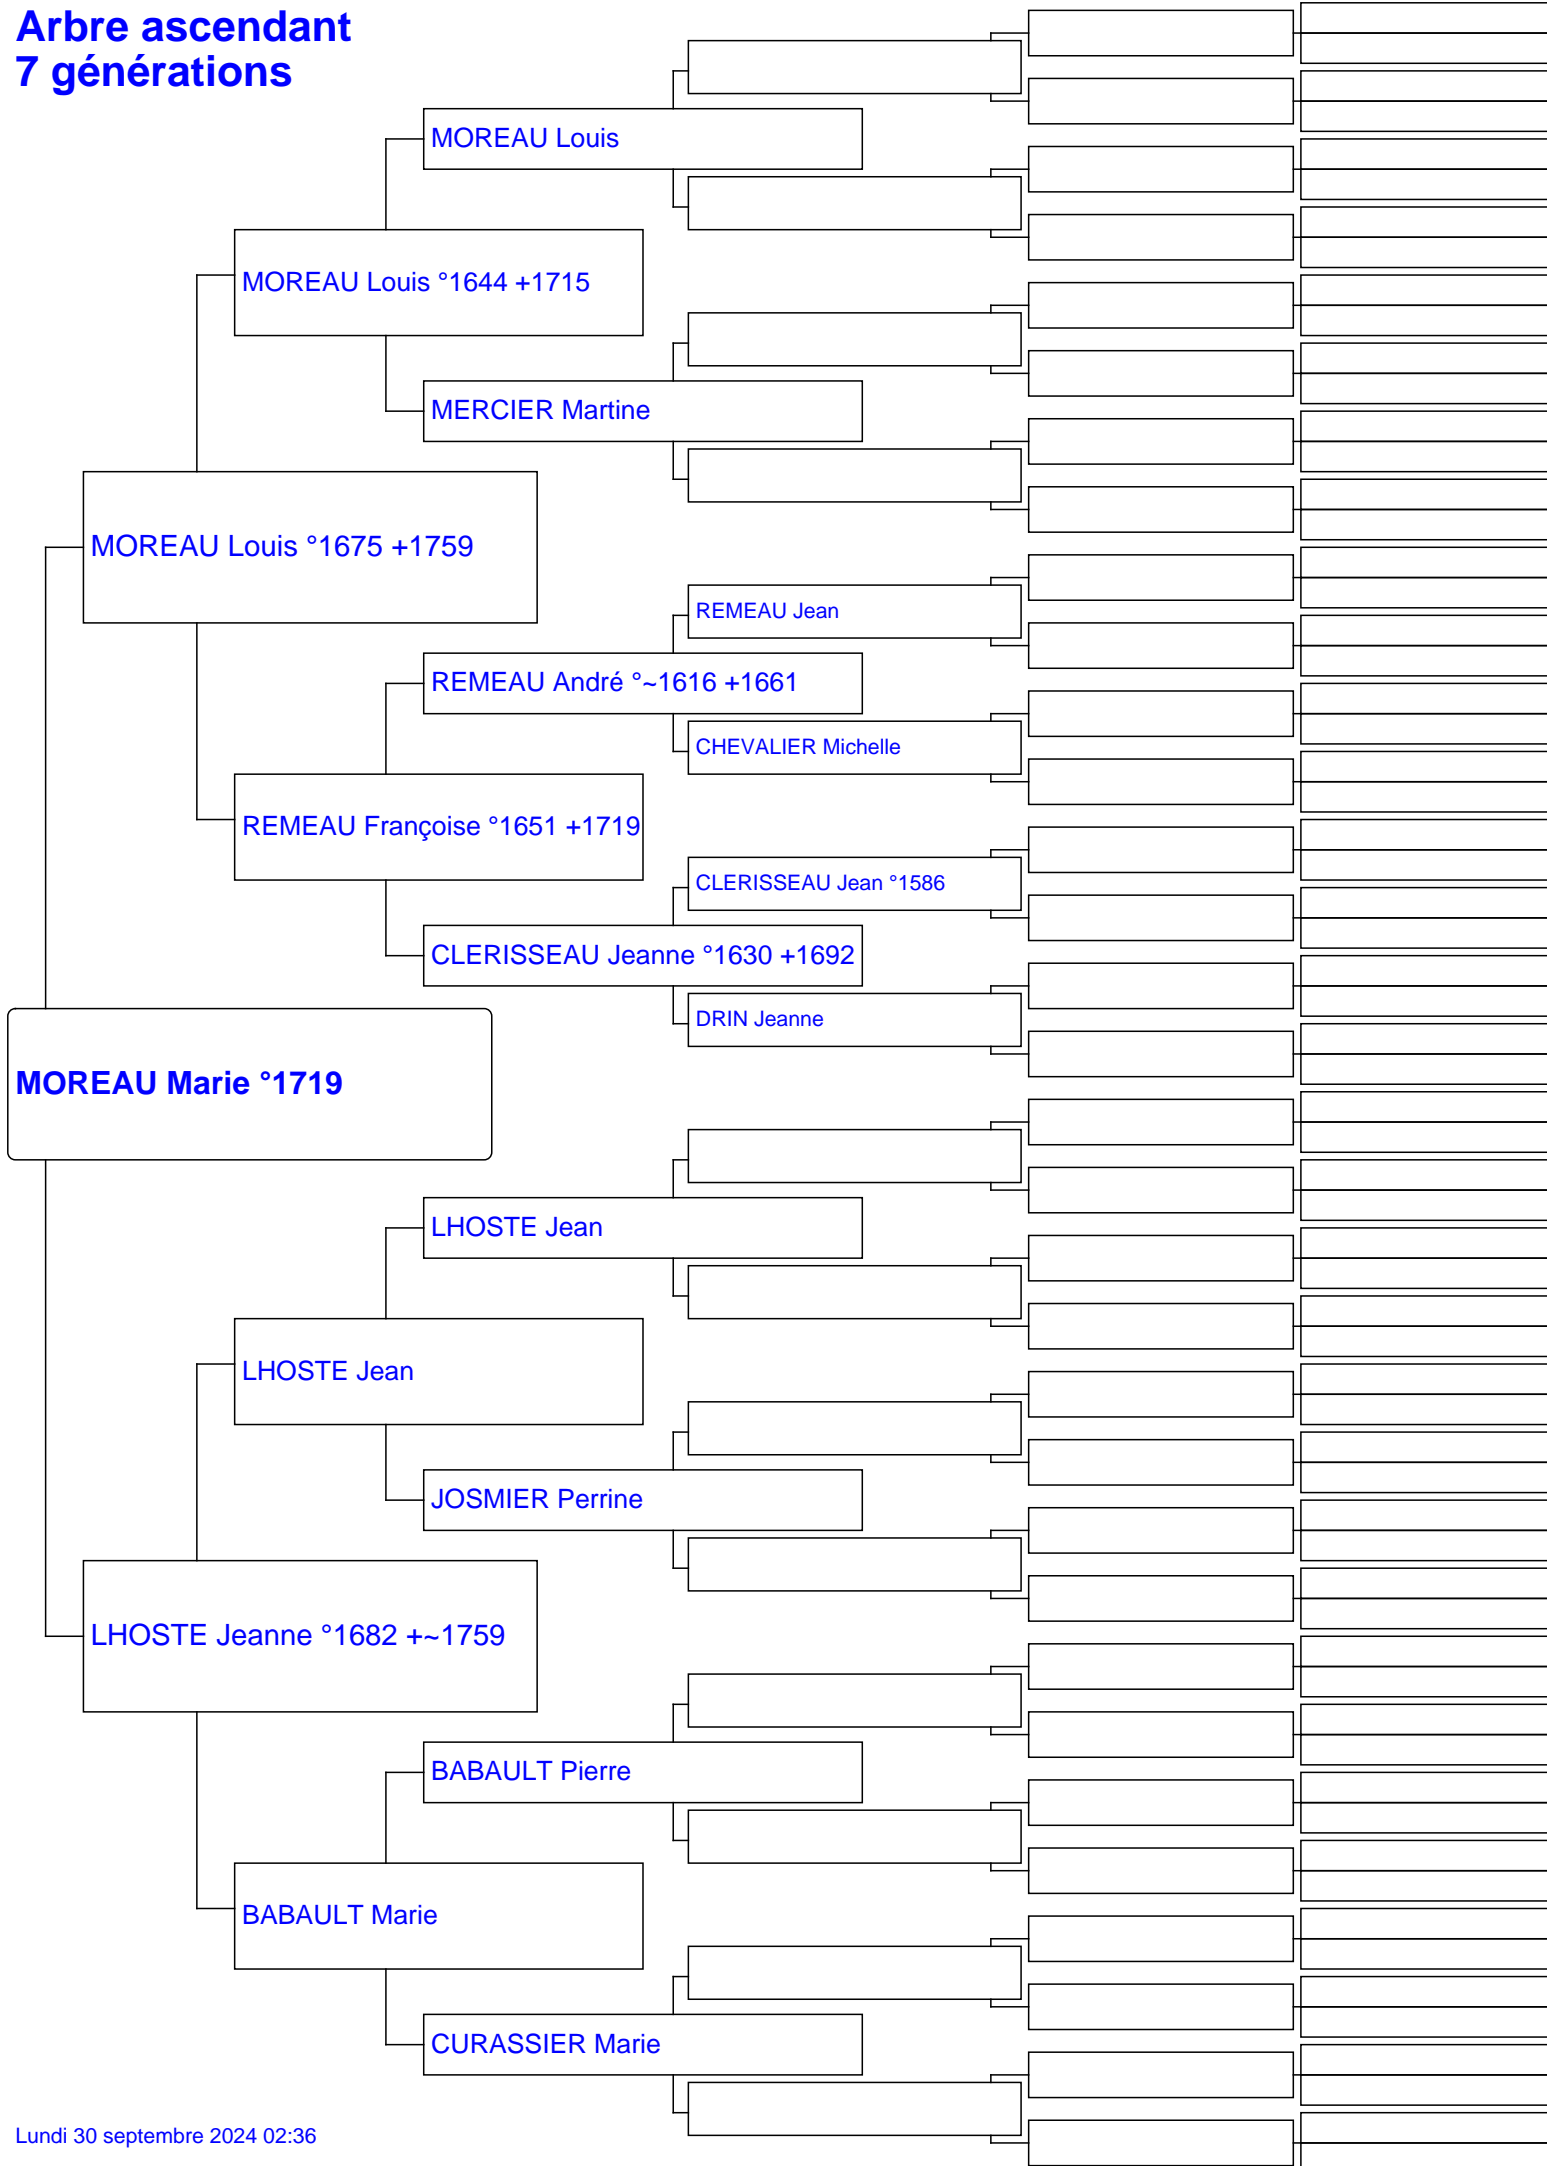 Arbre ascendant
7 générations
MOREAU Louis
MOREAU Louis °1644 +1715
MERCIER Martine
MOREAU Louis °1675 +1759
REMEAU Jean
REMEAU André °~1616 +1661
CHEVALIER Michelle
REMEAU Françoise °1651 +1719
CLERISSEAU Jean °1586
CLERISSEAU Jeanne °1630 +1692
DRIN Jeanne
MOREAU Marie °1719
LHOSTE Jean
LHOSTE Jean
JOSMIER Perrine
LHOSTE Jeanne °1682 +~1759
BABAULT Pierre
BABAULT Marie
CURASSIER Marie
Lundi 30 septembre 2024 02:36